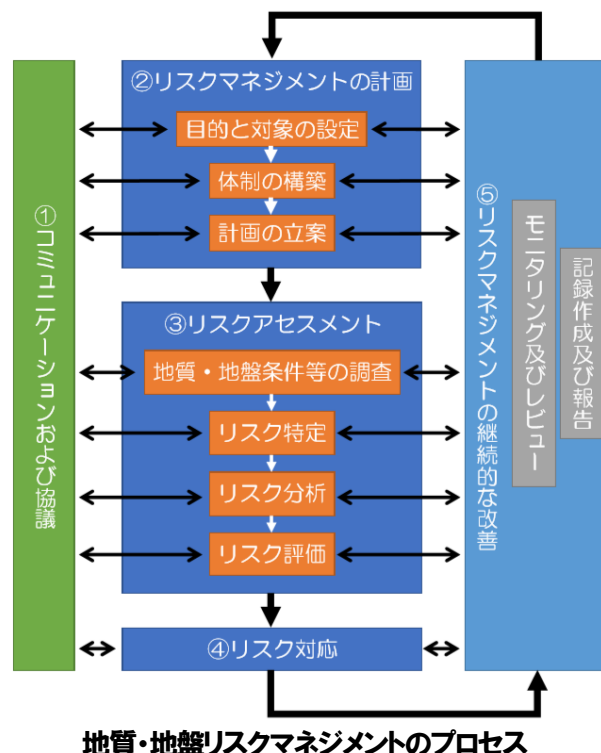 ①コミュニケーションおよび協議
②リスクマネジメントの計画
目的と対象の設定
体制の構築
計画の立案
③リスクアセスメント
地質・地盤条件等の調査
リスク特定
リスク分析
リスク評価
④リスク対応
⑤リスクマネジメントの継続的な改善
モニタリング及びレビュー
記録作成及び報告
地質・地盤リスクマネジメントのプロセス